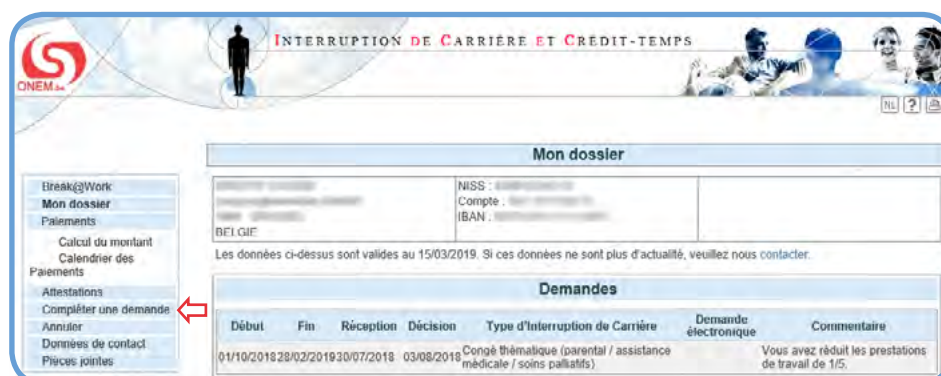 INTERRUPTION DE CARRIÈRE ET CRÉDIT-TEMPS
ONEM.be
NL ?
Mon dossier
Break@Work
Mon dossier
Paiements
Calcul du montant
Calendrier des
Paiements
Attestations
Compléter une demande
Annuler
Données de contact
Pièces jointes
NISS :
Compte :
IBAN :
BELGIE
Les données ci-dessus sont valides au 15/03/2019. Si ces données ne sont plus d'actualité, veuillez nous contacter.
Demandes
Début Fin Réception Décision Type d'Interruption de Carrière Demande électronique Commentaire
01/10/2018 28/02/2019 30/07/2018 03/08/2018 Congé thématique (parental / assistance médicale / soins palliatifs) Vous avez réduit les prestations de travail de 1/5.